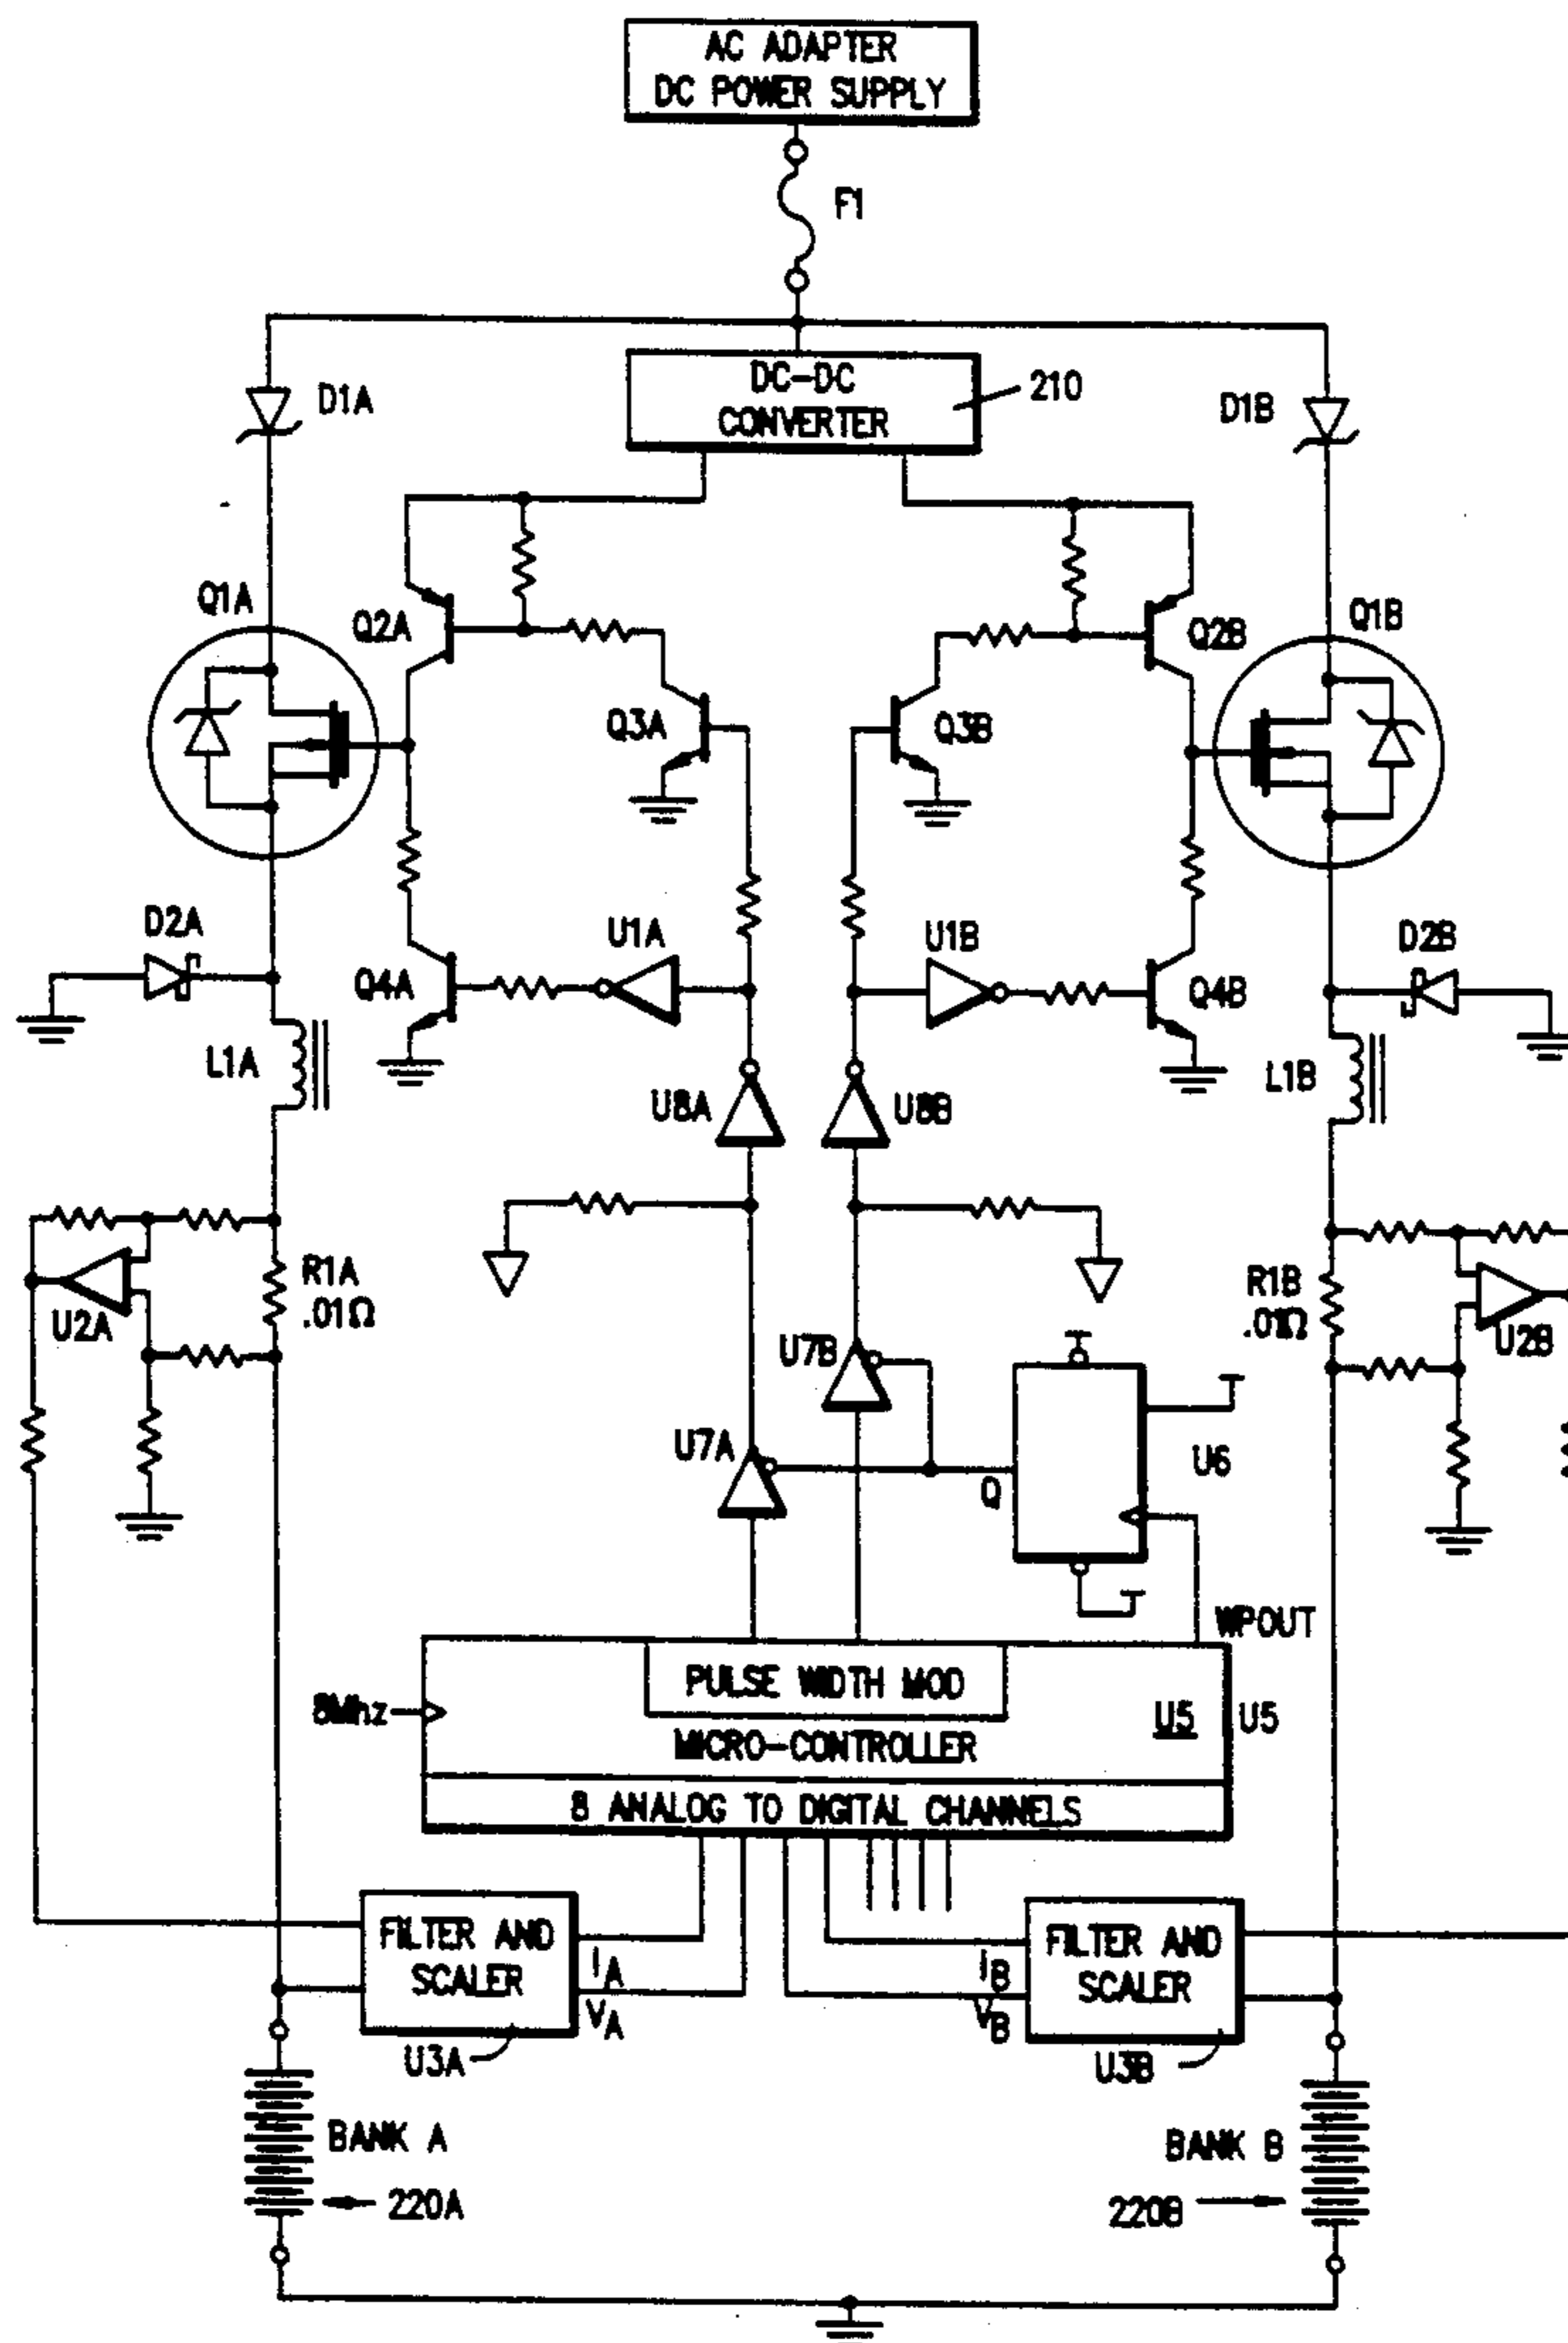 AC ADAPTER
DC POWER SUPPLY
F1
D1A
DC-DC
CONVERTER
210
D1B
Q1A
Q2A
Q2B
Q1B
Q3A
Q3B
D2A
U1A
U1B
D2B
Q4A
Q4B
L1A
L1B
U8A
U8B
R1A
.01Ω
U2A
R1B
.01Ω
U2B
U7B
U7A
Q
U6
WPOUT
PULSE WIDTH MOD
8Mhz
U5
U5
MICRO-CONTROLLER
8 ANALOG TO DIGITAL CHANNELS
FILTER AND
SCALER
IA
VA
IB
VB
FILTER AND
SCALER
U3A
U3B
BANK A
BANK B
220A
220B